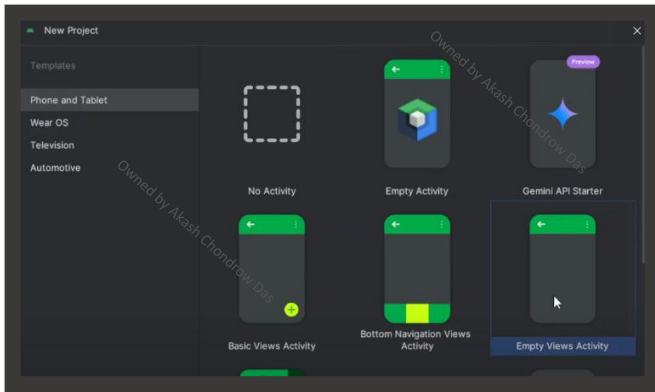 New Project
Templates
Phone and Tablet
Wear OS
Television
Automotive
No Activity
Empty Activity
Preview
Gemini API Starter
Basic Views Activity
Bottom Navigation Views
Activity
Empty Views Activity
Owned by Akash Chondrow Das
Owned by Akash Chondrow Das